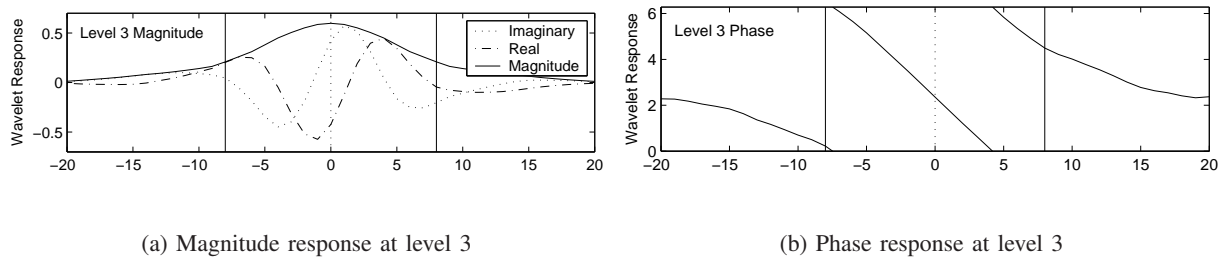 Wavelet Response
0.5
0
−0.5
Level 3 Magnitude
Imaginary
Real
Magnitude
−20 −15 −10 −5 0 5 10 15 20
(a) Magnitude response at level 3
Wavelet Response
6
4
2
0
Level 3 Phase
−20 −15 −10 −5 0 5 10 15 20
(b) Phase response at level 3